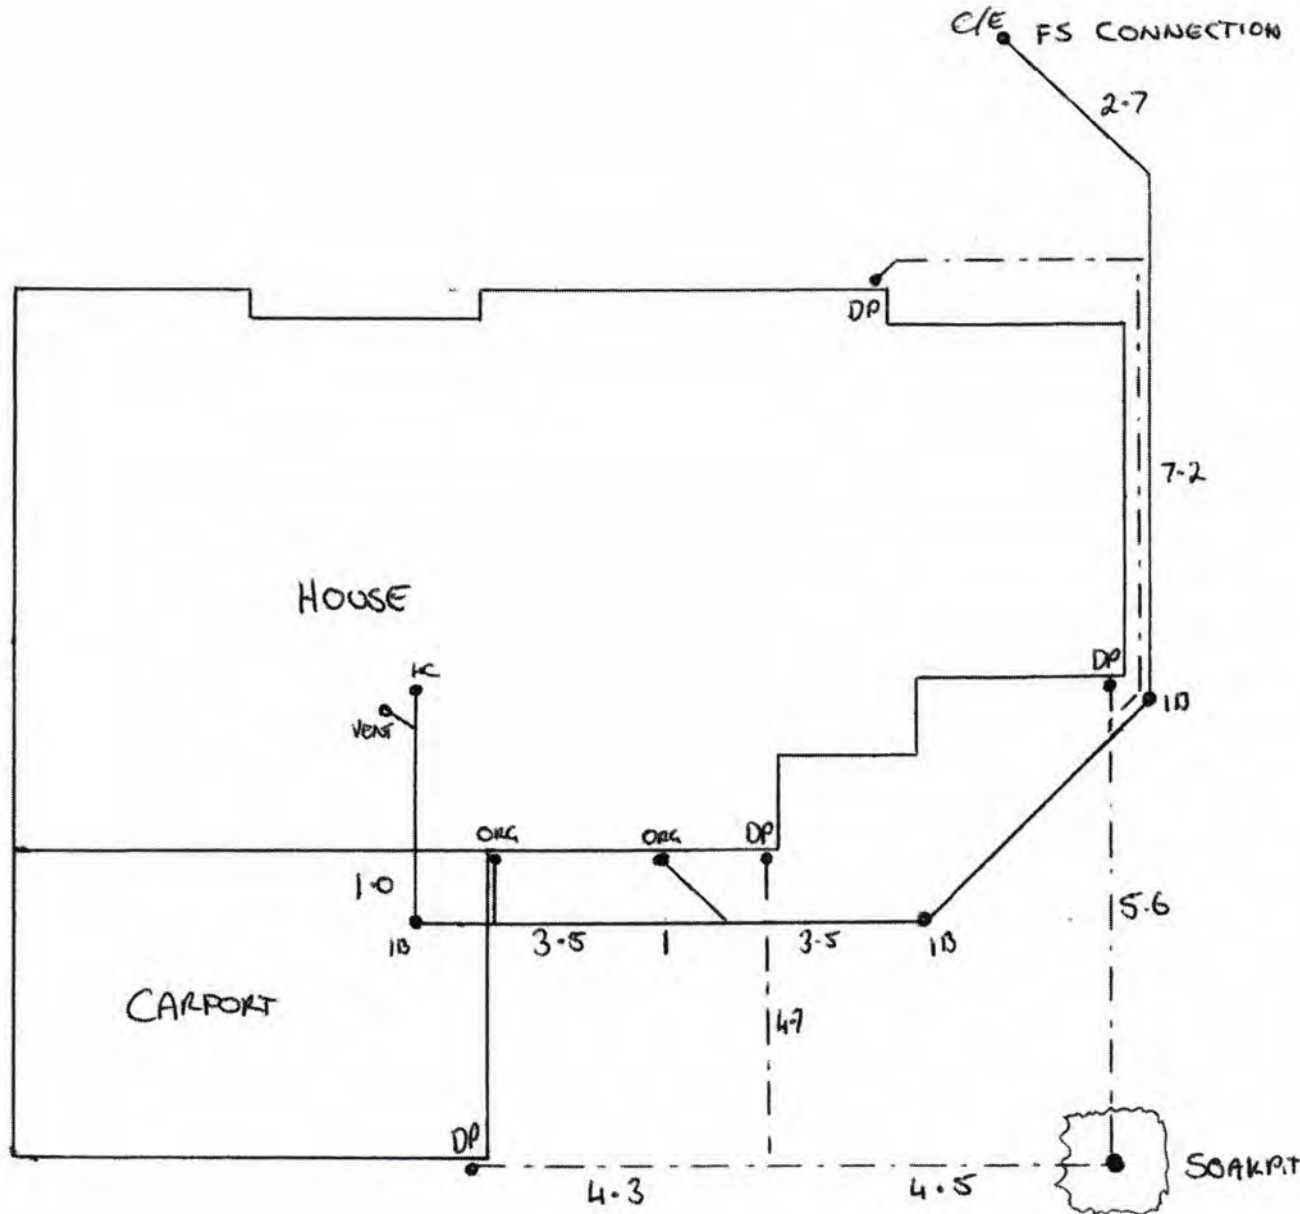 C/E FS CONNECTION
2.7
DP
7.2
HOUSE
WC
VENT
DP
IB
ORG
ORG
DP
1.0
IB
3.5
1
3.5
IB
5.6
CARPORT
4.7
DP
4.3
4.5
SOAKPIT